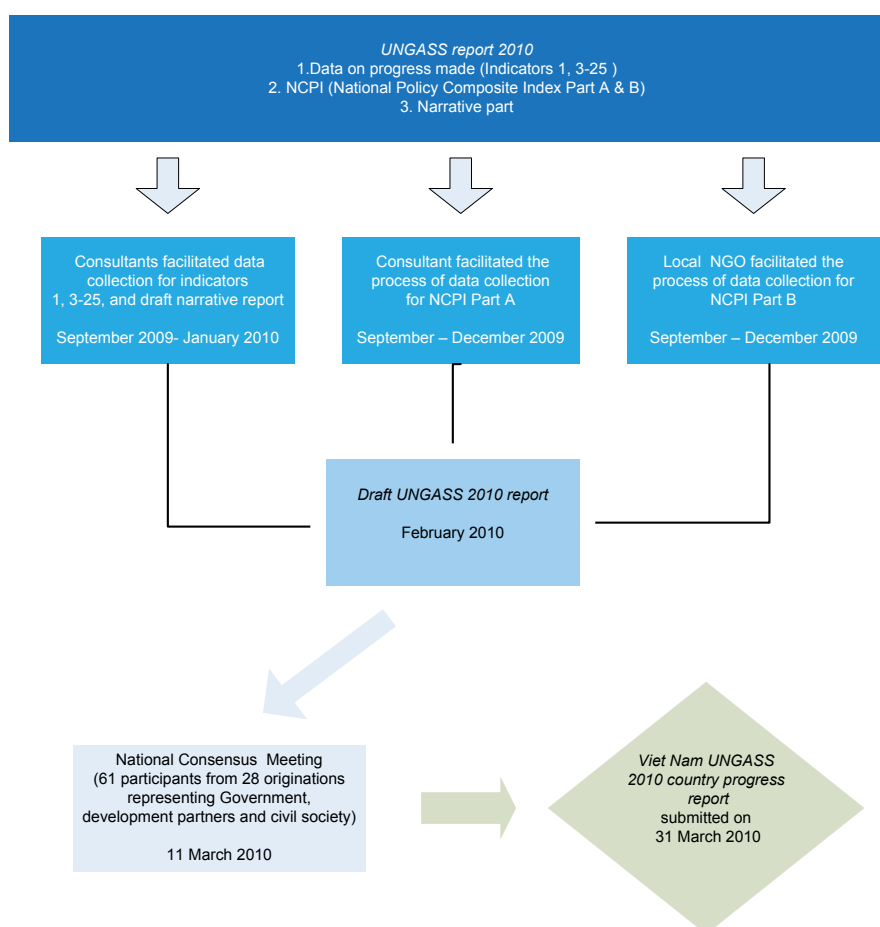 UNGASS report 2010
1.Data on progress made (Indicators 1, 3-25 )
2. NCPI (National Policy Composite Index Part A & B)
3. Narrative part
Consultants facilitated data
collection for indicators
1, 3-25, and draft narrative report
September 2009- January 2010
Consultant facilitated the
process of data collection
for NCPI Part A
September – December 2009
Local NGO facilitated the
process of data collection for
NCPI Part B
September – December 2009
Draft UNGASS 2010 report
February 2010
National Consensus Meeting
(61 participants from 28 originations
representing Government,
development partners and civil society)
11 March 2010
Viet Nam UNGASS
2010 country progress
report
submitted on
31 March 2010